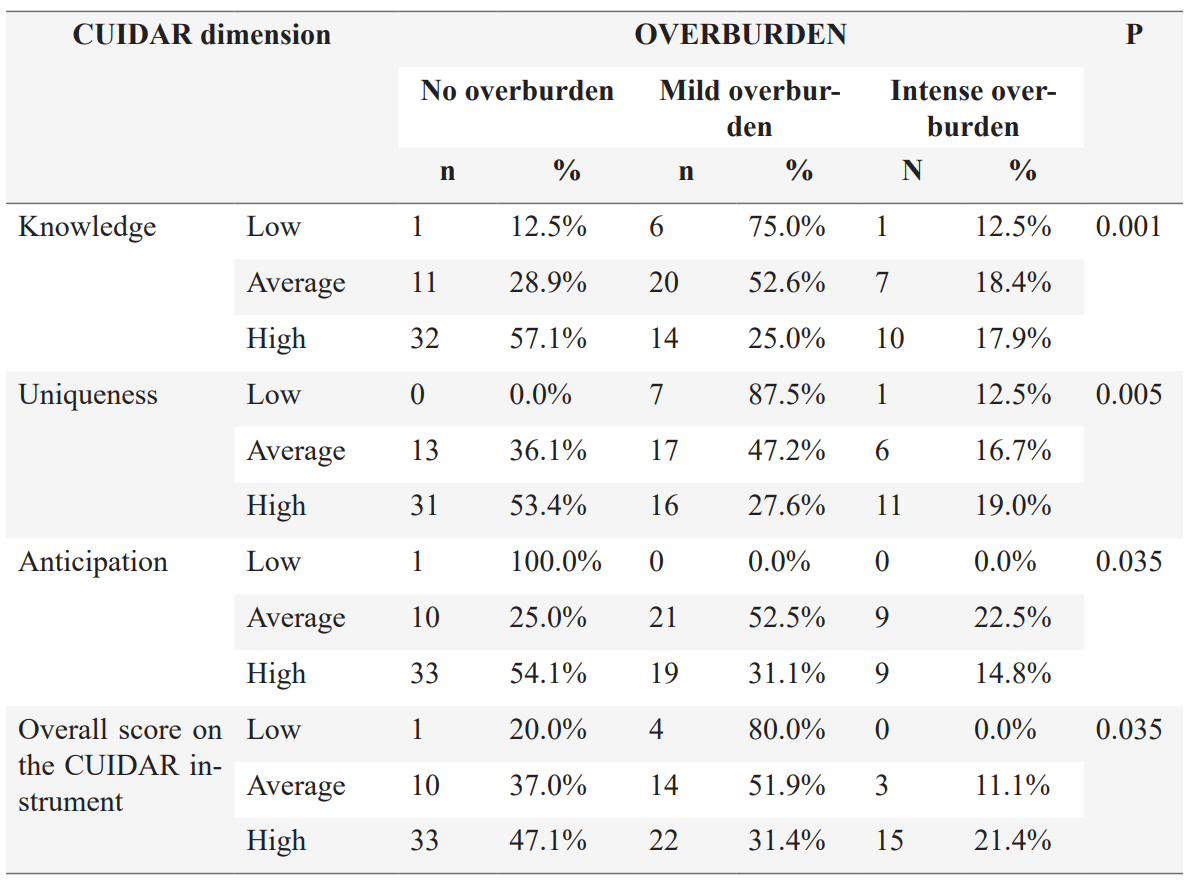 CUIDAR dimension OVERBURDEN P
No overburden Mild overbur- Intense over-
den burden
n % n % N %
Knowledge Low 1 12.5% 6 75.0% 1 12.5% 0.001
Average 11 28.9% 20 52.6% 7 18.4%
High 32 57.1% 14 25.0% 10 17.9%
Uniqueness Low 0 0.0% 7 87.5% 1 12.5% 0.005
Average 13 36.1% 17 47.2% 6 16.7%
High 31 53.4% 16 27.6% 11 19.0%
Anticipation Low 1 100.0% 0 0.0% 0 0.0% 0.035
Average 10 25.0% 21 52.5% 9 22.5%
High 33 54.1% 19 31.1% 9 14.8%
Overall score on Low 1 20.0% 4 80.0% 0 0.0% 0.035
the CUIDAR in-
strument Average 10 37.0% 14 51.9% 3 11.1%
High 33 47.1% 22 31.4% 15 21.4%